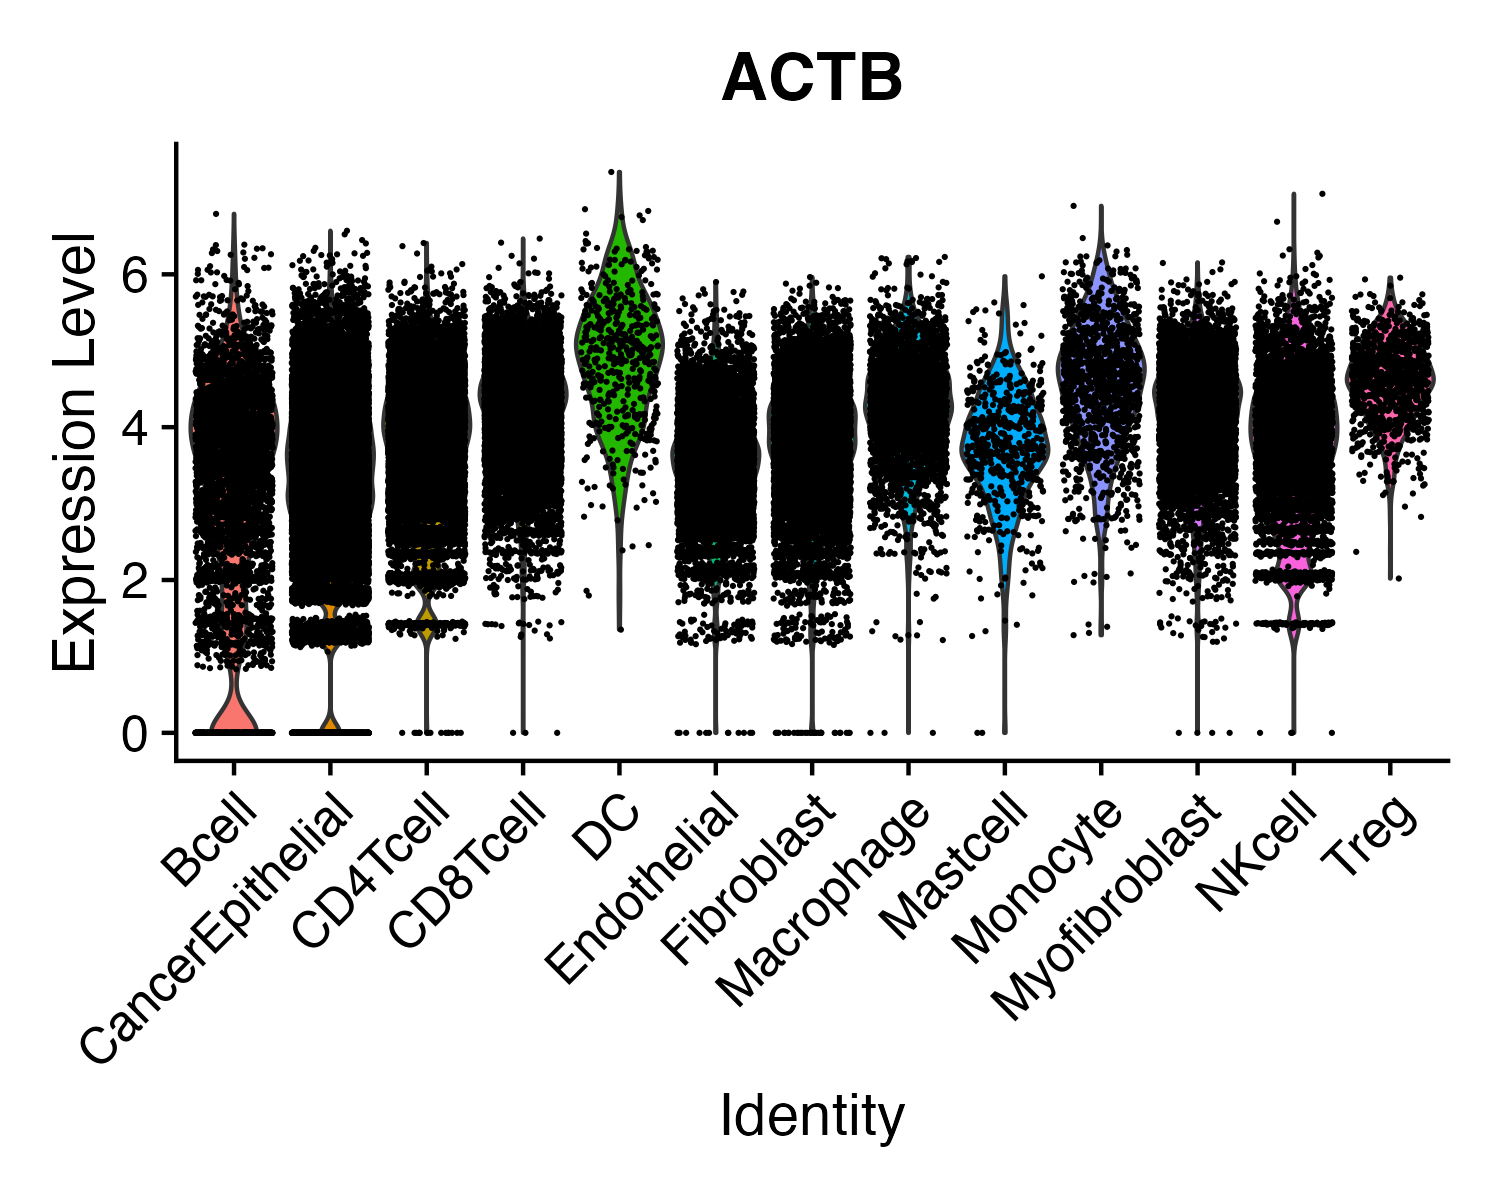 ACTB
Expression Level
6
4
2
0
Bcell
CancerEpithelial
CD4Tcell
CD8Tcell
DC
Endothelial
Fibroblast
Macrophage
Mastcell
Monocyte
Myofibroblast
NKcell
Treg
Identity